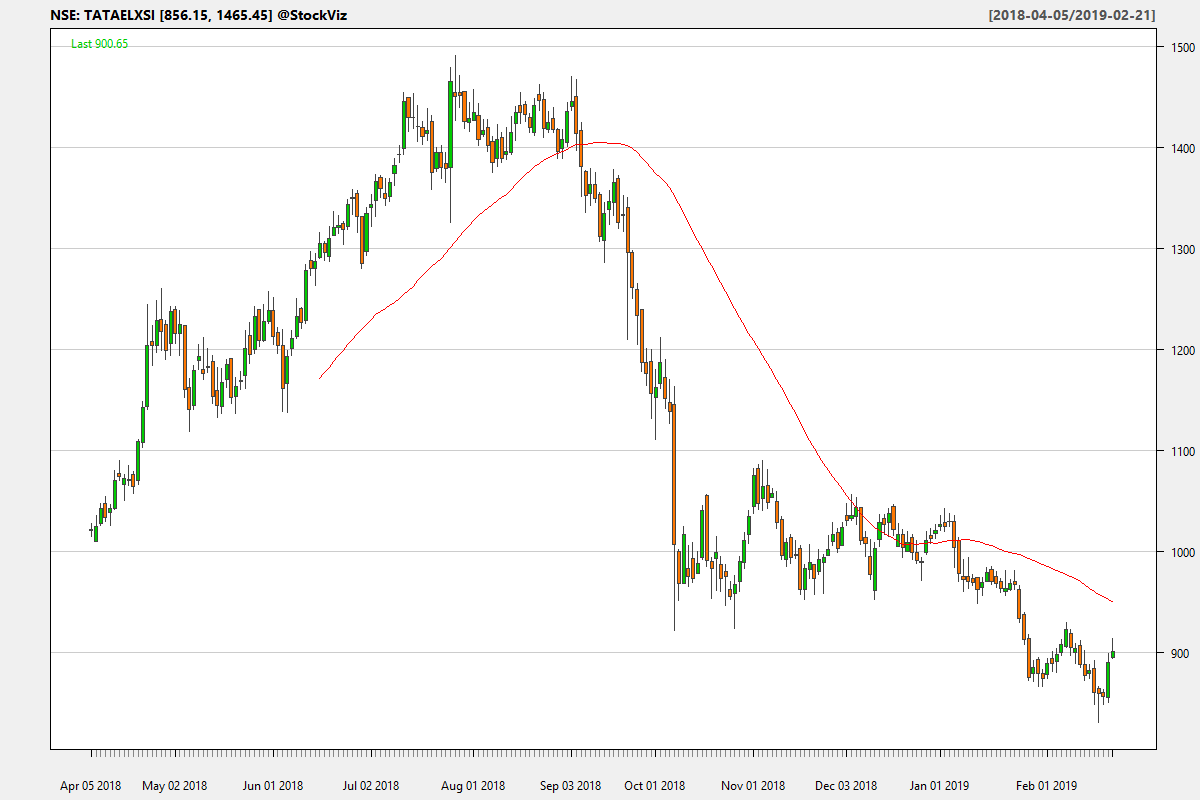 NSE: TATAELXSI [856.15, 1465.45] @StockViz
[2018-04-05/2019-02-21]
Last 900.65
1500
1400
1300
1200
1100
1000
900
Apr 05 2018 May 02 2018 Jun 01 2018 Jul 02 2018 Aug 01 2018 Sep 03 2018 Oct 01 2018 Nov 01 2018 Dec 03 2018 Jan 01 2019 Feb 01 2019